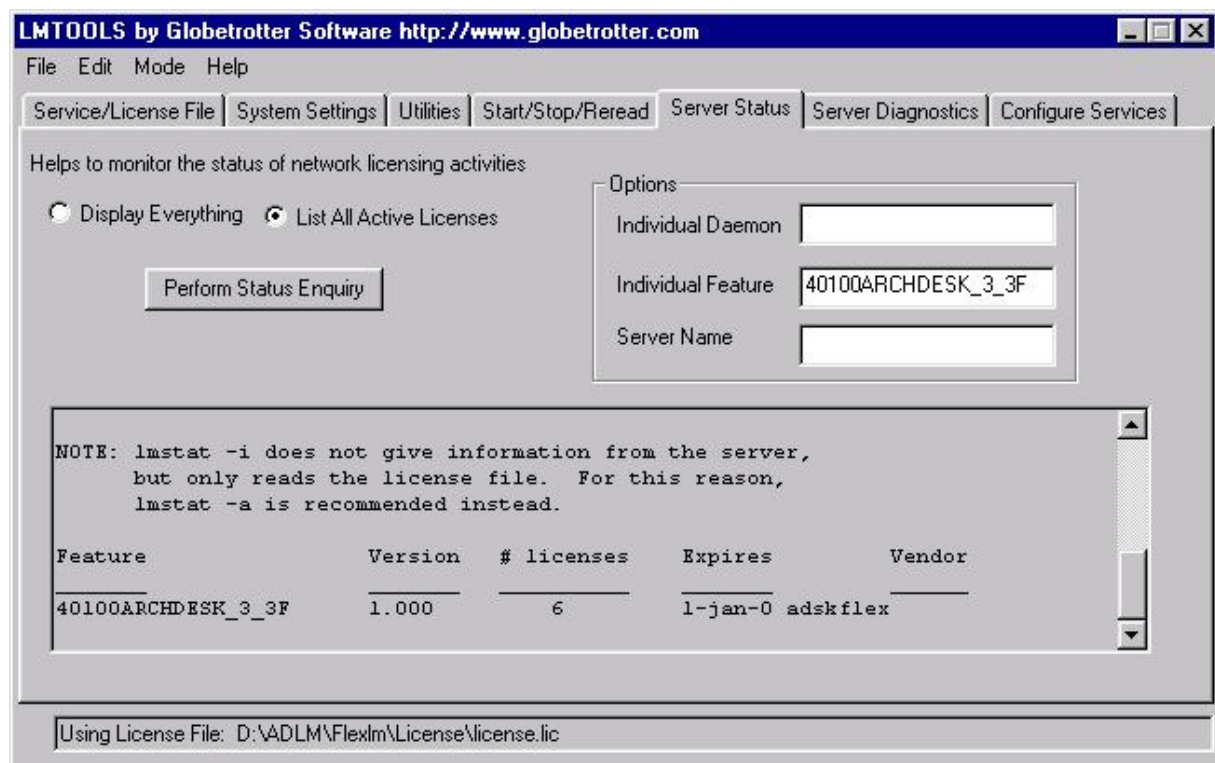 LMTOOLS by Globetrotter Software http://www.globetrotter.com
File Edit Mode Help
Service/License File System Settings Utilities Start/Stop/Reread Server Status Server Diagnostics Configure Services
Helps to monitor the status of network licensing activities
Display Everything List All Active Licenses
Perform Status Enquiry
Options
Individual Daemon
Individual Feature 40100ARCHDESK_3_3F
Server Name
NOTE: lmstat -i does not give information from the server,
but only reads the license file. For this reason,
lmstat -a is recommended instead.
Feature Version # licenses Expires Vendor
40100ARCHDESK_3_3F 1.000 6 1-jan-0 adskflex
Using License File: D:\ADLM\Flexlm\License\license.lic